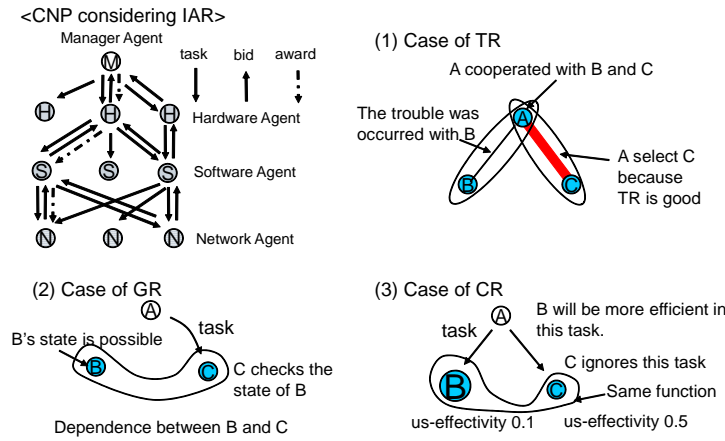 <CNP considering IAR>
Manager Agent
task bid award
M
H H H
Hardware Agent
S S S
Software Agent
N N N
Network Agent
(1) Case of TR
A cooperated with B and C
The trouble was
occurred with B
A
B
C
A select C
because
TR is good
(2) Case of GR
A
task
B's state is possible
B
C
C checks the
state of B
Dependence between B and C
(3) Case of CR
A
B will be more efficient in
this task.
task
C ignores this task
B
C
Same function
us-effectivity 0.1 us-effectivity 0.5